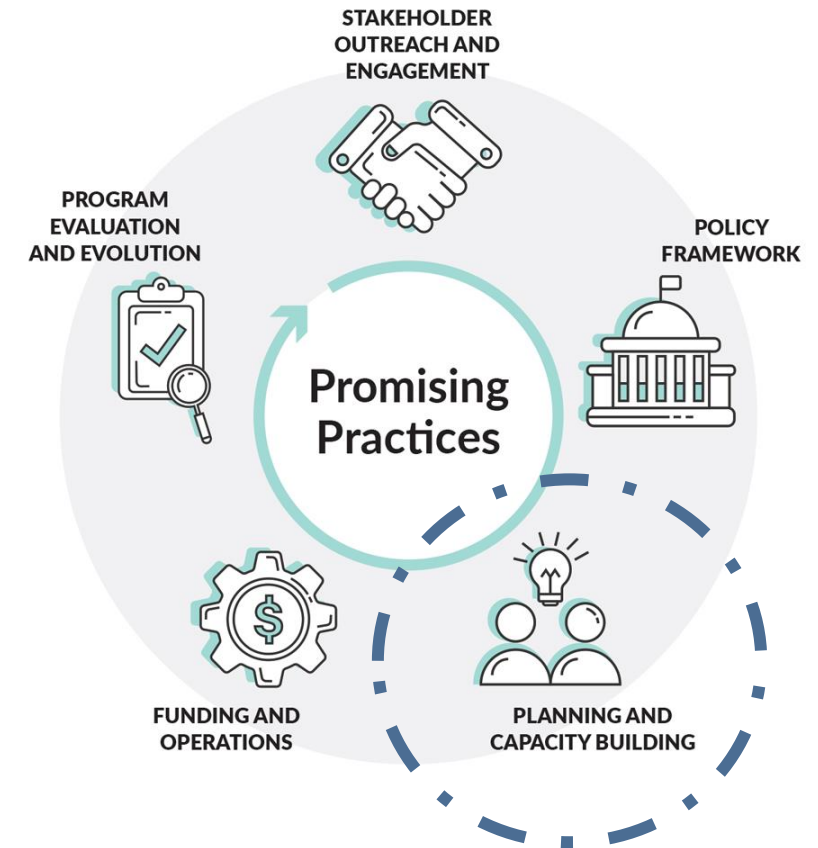 STAKEHOLDER
OUTREACH AND
ENGAGEMENT
PROGRAM
EVALUATION
AND EVOLUTION
POLICY
FRAMEWORK
Promising
Practices
$
FUNDING AND
OPERATIONS
PLANNING AND
CAPACITY BUILDING